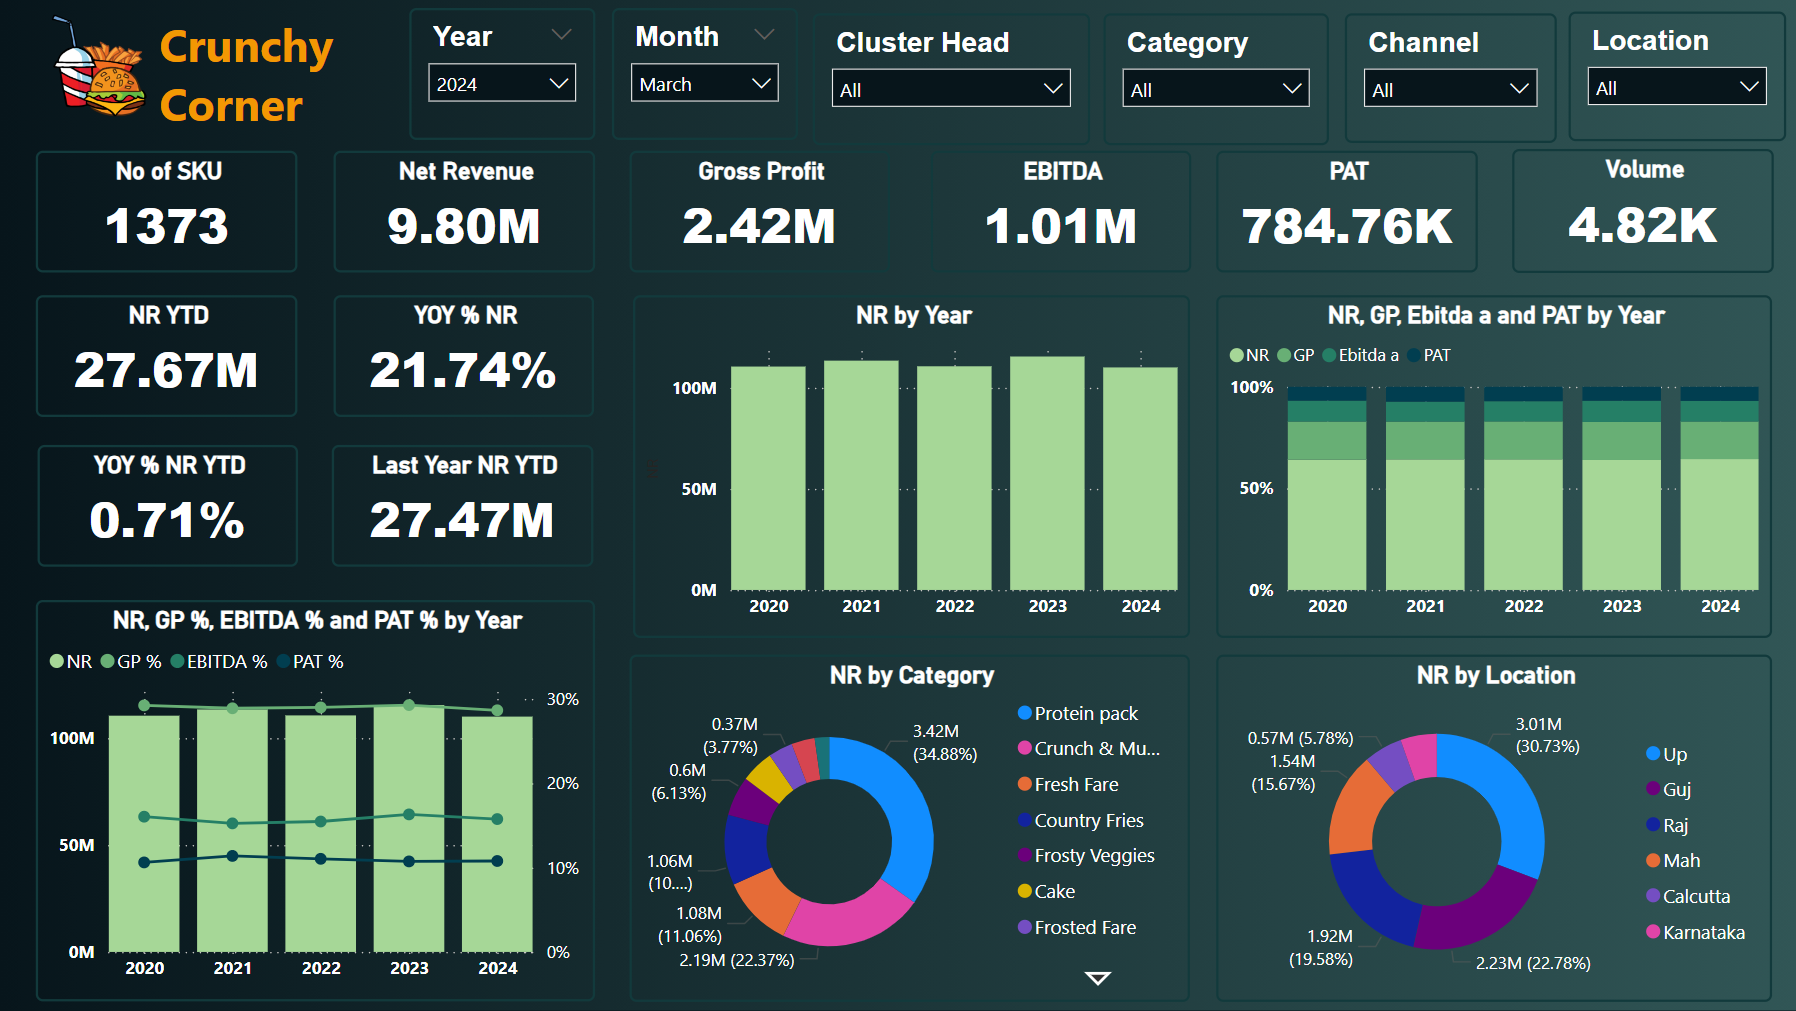 Crunchy
Corner
Year
2024
Month
March
Cluster Head
All
Category
All
Channel
All
Location
All
No of SKU
1373
Net Revenue
9.80M
Gross Profit
2.42M
EBITDA
1.01M
PAT
784.76K
Volume
4.82K
NR YTD
27.67M
YOY % NR
21.74%
YOY % NR YTD
0.71%
Last Year NR YTD
27.47M
NR by Year
100M
50M
0M
2020 2021 2022 2023 2024
NR, GP, Ebitda a and PAT by Year
NR GP Ebitda a PAT
100%
50%
0%
2020 2021 2022 2023 2024
NR, GP %, EBITDA % and PAT % by Year
NR GP % EBITDA % PAT %
100M
50M
0M
30%
20%
10%
0%
2020 2021 2022 2023 2024
NR by Category
0.37M
(3.77%)
0.6M
(6.13%)
1.06M
(10....)
1.08M
(11.06%)
2.19M (22.37%)
3.42M
(34.88%)
Protein pack
Crunch & Mu...
Fresh Fare
Country Fries
Frosty Veggies
Cake
Frosted Fare
NR by Location
0.57M (5.78%)
1.54M
(15.67%)
1.92M
(19.58%)
2.23M (22.78%)
3.01M
(30.73%)
Up
Guj
Raj
Mah
Calcutta
Karnataka